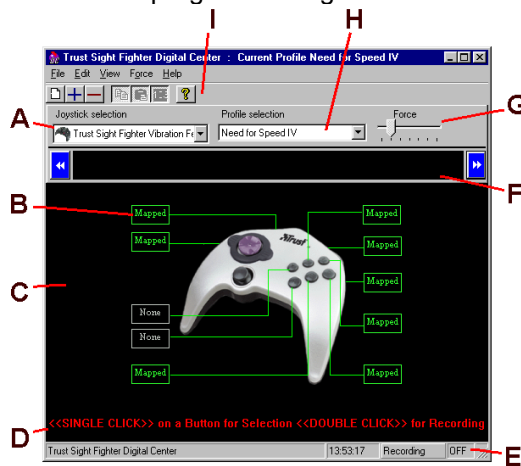 I
H
Trust Sight Fighter Digital Center : Current Profile Need for Speed IV
File Edit View Force Help
G
Joystick selection Profile selection Force
A
Trust Sight Fighter Vibration Fe Need for Speed IV
F
B
Mapped Mapped
Trust
Mapped Mapped
C
Mapped
None
Mapped
None
Mapped Mapped
<<SINGLE CLICK>> on a Button for Selection <<DOUBLE CLICK>> for Recording
D
Trust Sight Fighter Digital Center 13:53:17 Recording OFF
E